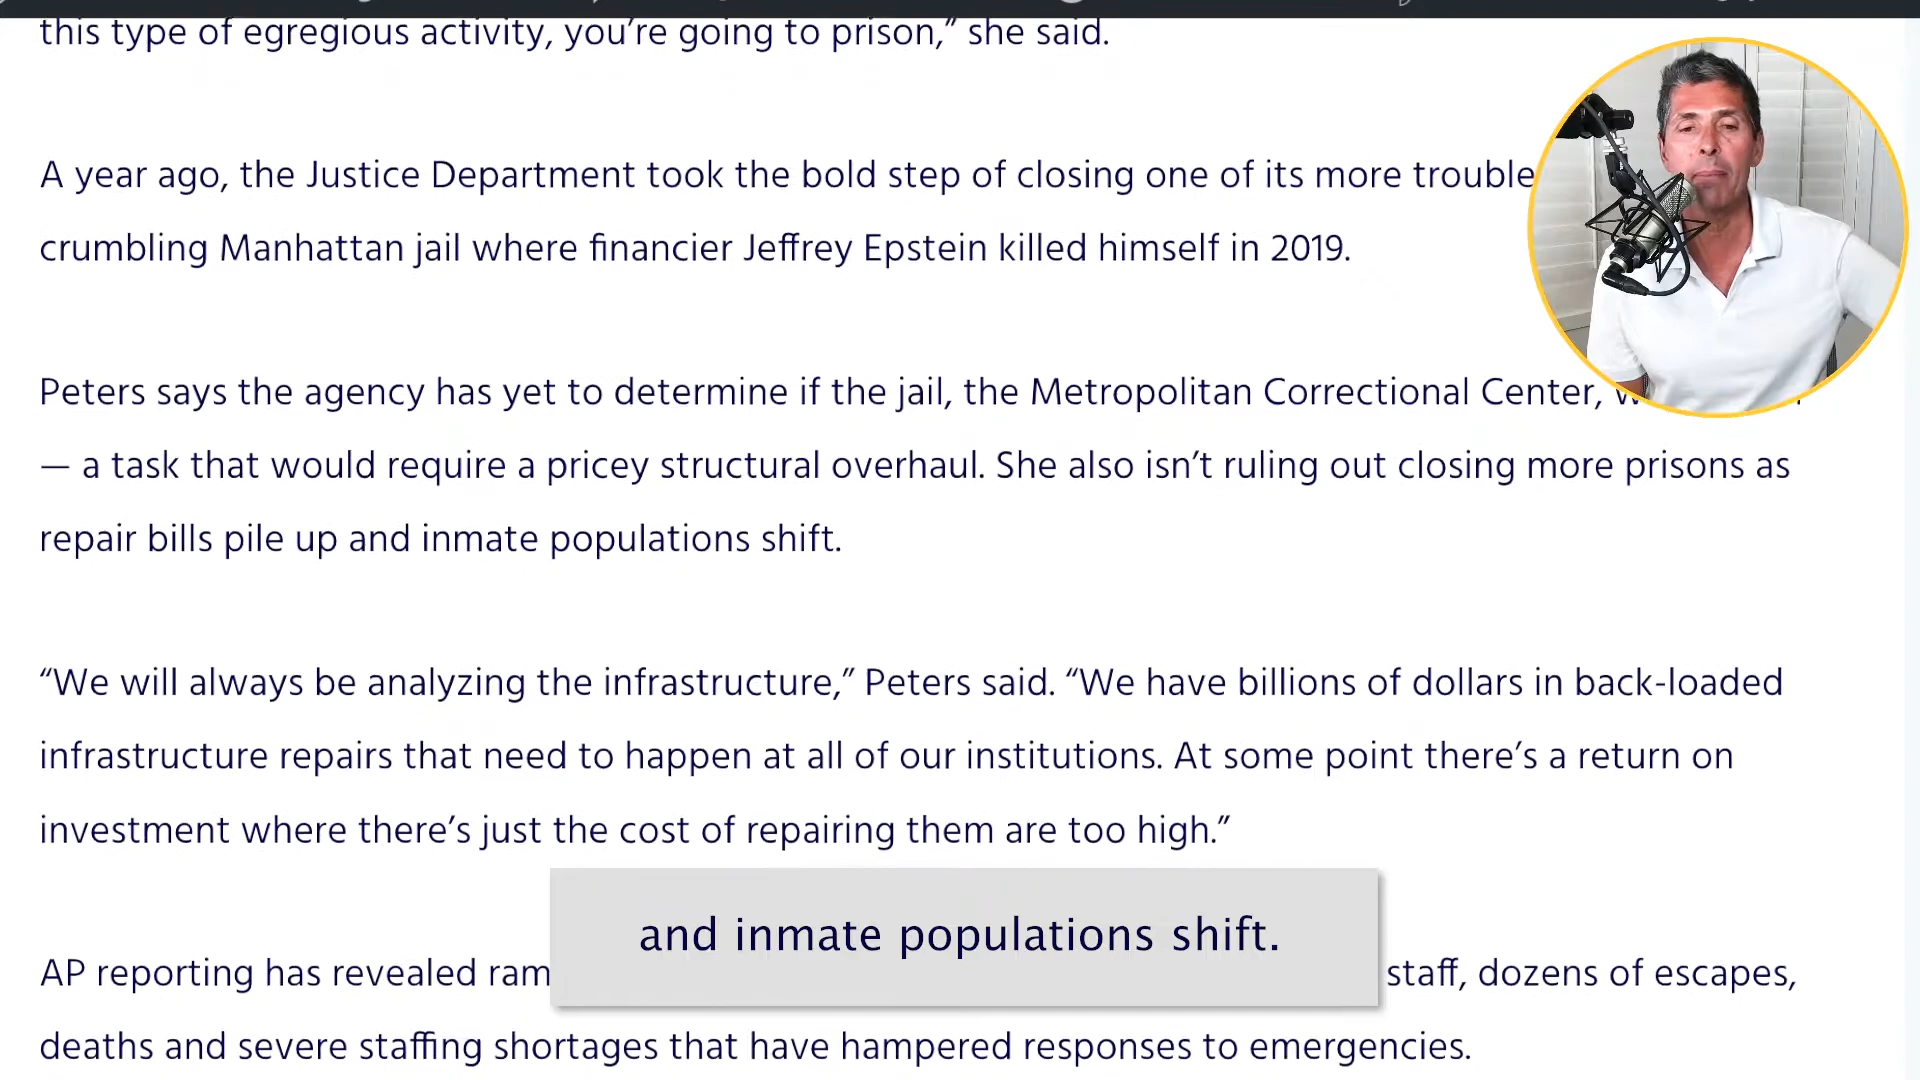 this type of egregious activity, you’re going to prison,” she said.
A year ago, the Justice Department took the bold step of closing one of its more
crumbling Manhattan jail where financier Jeffrey Epstein killed himself in 2019.
Peters says the agency has yet to determine if the jail, the Metropolitan Correctional Center,
— a task that would require a pricey structural overhaul. She also isn’t ruling out closing more prisons as
repair bills pile up and inmate populations shift.
“We will always be analyzing the infrastructure,” Peters said. “We have billions of dollars in back-loaded
infrastructure repairs that need to happen at all of our institutions. At some point there’s a return on
investment where there’s just the cost of repairing them are too high.”
and inmate populations shift.
AP reporting has revealed staff, dozens of escapes,
deaths and severe staffing shortages that have hampered responses to emergencies.